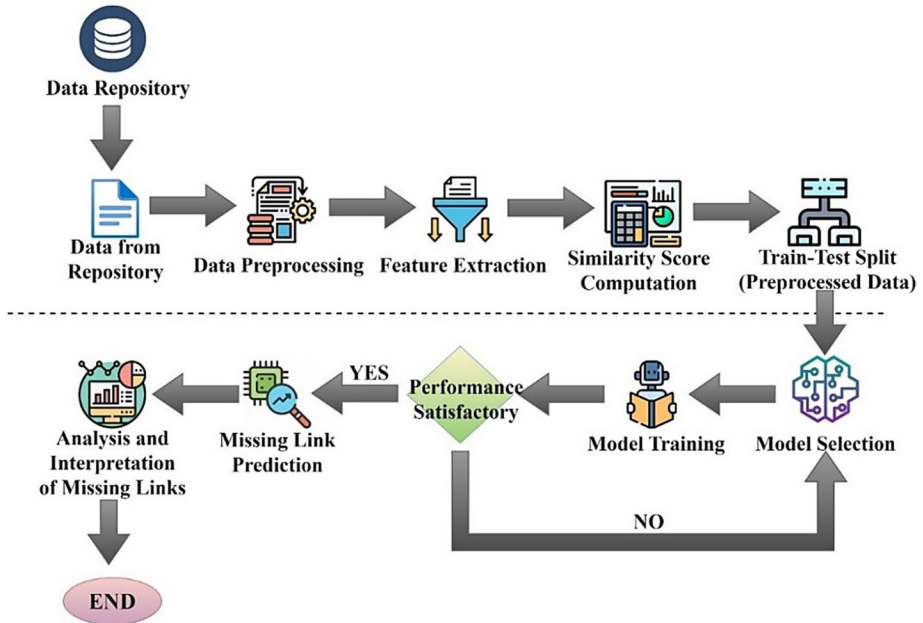 Data Repository
Data from
Repository
Data Preprocessing
Feature Extraction
Similarity Score
Computation
Train-Test Split
(Preprocessed Data)
Model Selection
Model Training
Performance
Satisfactory
YES
NO
Missing Link
Prediction
Analysis and
Interpretation
of Missing Links
END